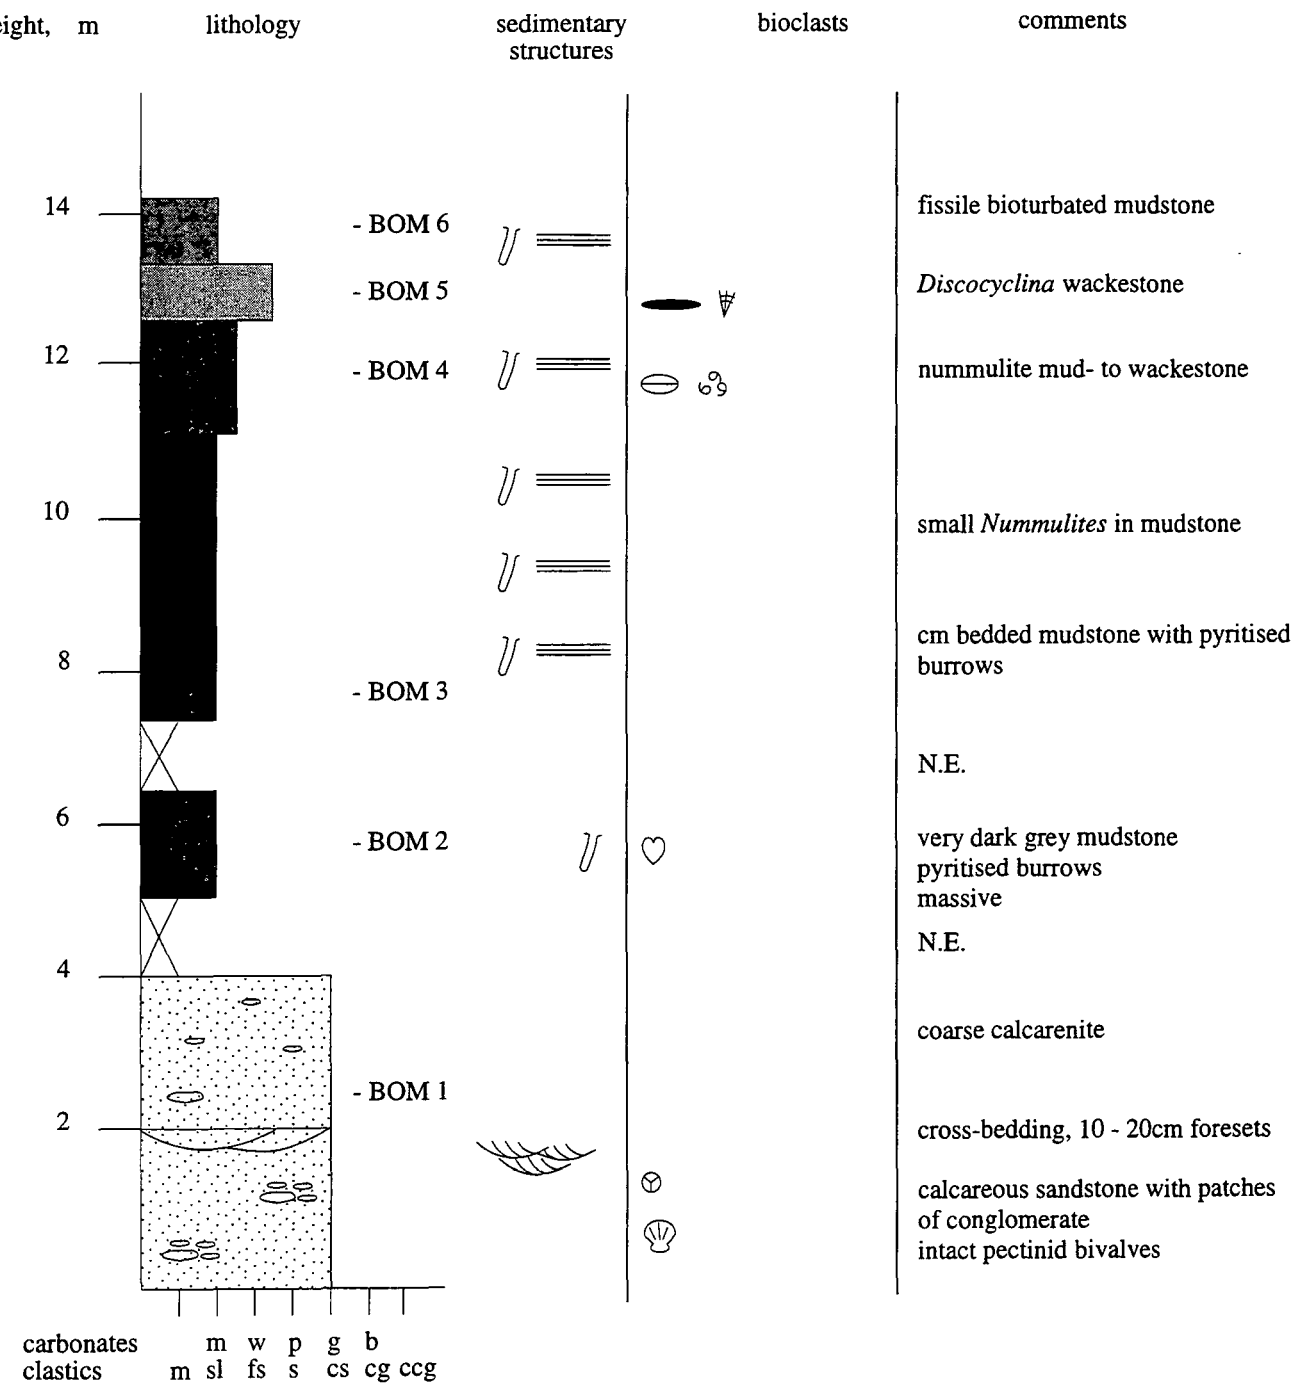 eight, m lithology sedimentary structures bioclasts comments
14 - BOM 6 fissile bioturbated mudstone
- BOM 5 Discocyclina wackestone
12 - BOM 4 nummulite mud- to wackestone
10 small Nummulites in mudstone
cm bedded mudstone with pyritised
8 burrows
- BOM 3
N.E.
6 - BOM 2 very dark grey mudstone
pyritised burrows
massive
N.E.
4
coarse calcarenite
- BOM 1
2 cross-bedding, 10 - 20cm foresets
calcareous sandstone with patches
of conglomerate
intact pectinid bivalves
carbonates m w p g b
clastics m sl fs s cs cg ccg